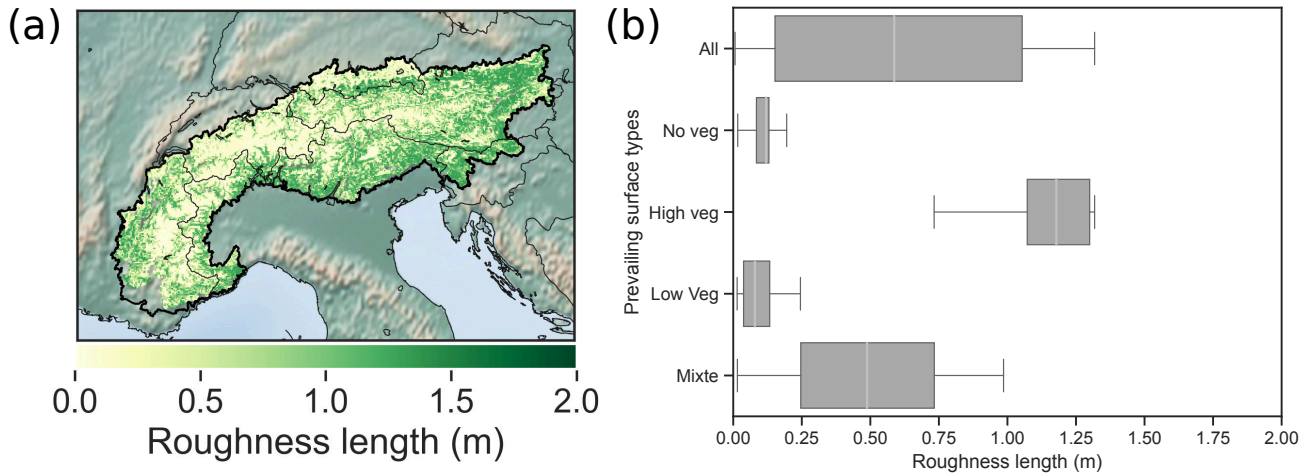 (a)
0.0 0.5 1.0 1.5 2.0
Roughness length (m)
(b)
Prevailing surface types
All
No veg
High veg
Low Veg
Mixte
0.00 0.25 0.50 0.75 1.00 1.25 1.50 1.75 2.00
Roughness length (m)